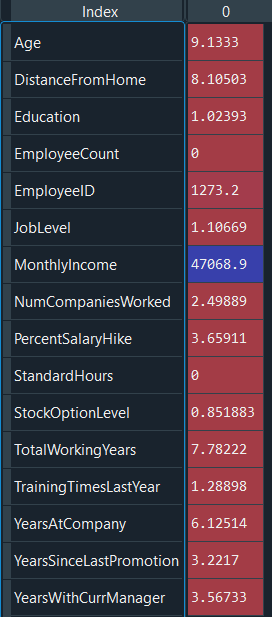 Index 0
Age 9.1333
DistanceFromHome 8.10503
Education 1.02393
EmployeeCount 0
EmployeeID 1273.2
JobLevel 1.10669
MonthlyIncome 47068.9
NumCompaniesWorked 2.49889
PercentSalaryHike 3.65911
StandardHours 0
StockOptionLevel 0.851883
TotalWorkingYears 7.78222
TrainingTimesLastYear 1.28898
YearsAtCompany 6.12514
YearsSinceLastPromotion 3.2217
YearsWithCurrManager 3.56733